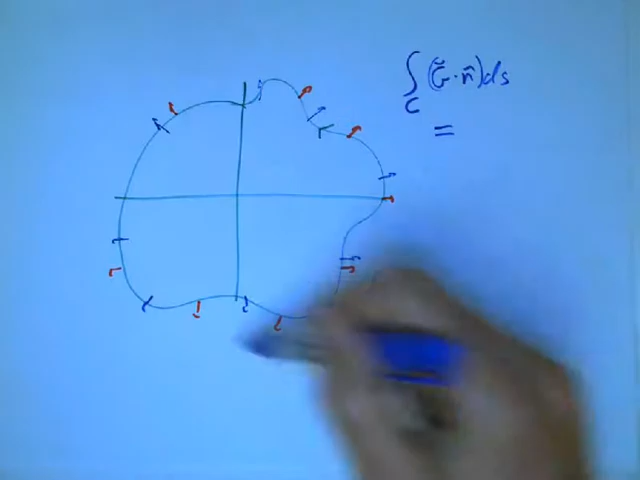 ∫_C (G⃗·n̂)ds
=